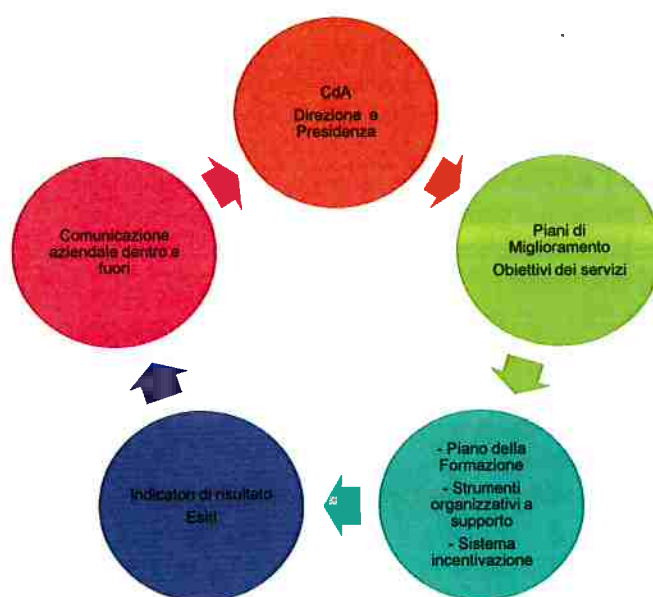 CdA
Direzione e
Presidenza
Piani di
Miglioramento
Obiettivi dei servizi
- Piano della
Formazione
- Strumenti
organizzativi a
supporto
- Sistema
incentivazione
Indicatori di risultato
Esiti
Comunicazione
aziendale dentro e
fuori